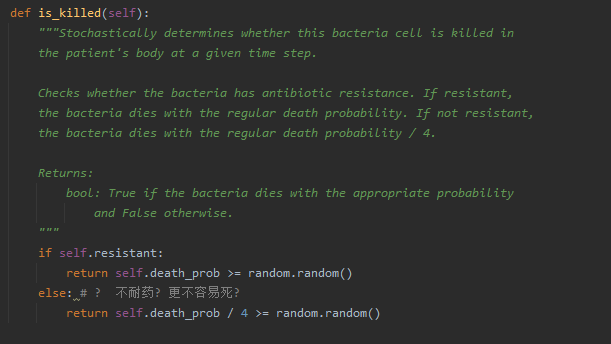 def is_killed(self):
"""Stochastically determines whether this bacteria cell is killed in
the patient's body at a given time step.
Checks whether the bacteria has antibiotic resistance. If resistant,
the bacteria dies with the regular death probability. If not resistant,
the bacteria dies with the regular death probability / 4.
Returns:
bool: True if the bacteria dies with the appropriate probability
and False otherwise.
"""
if self.resistant:
return self.death_prob >= random.random()
else: # ? 不耐药? 更不容易死?
return self.death_prob / 4 >= random.random()